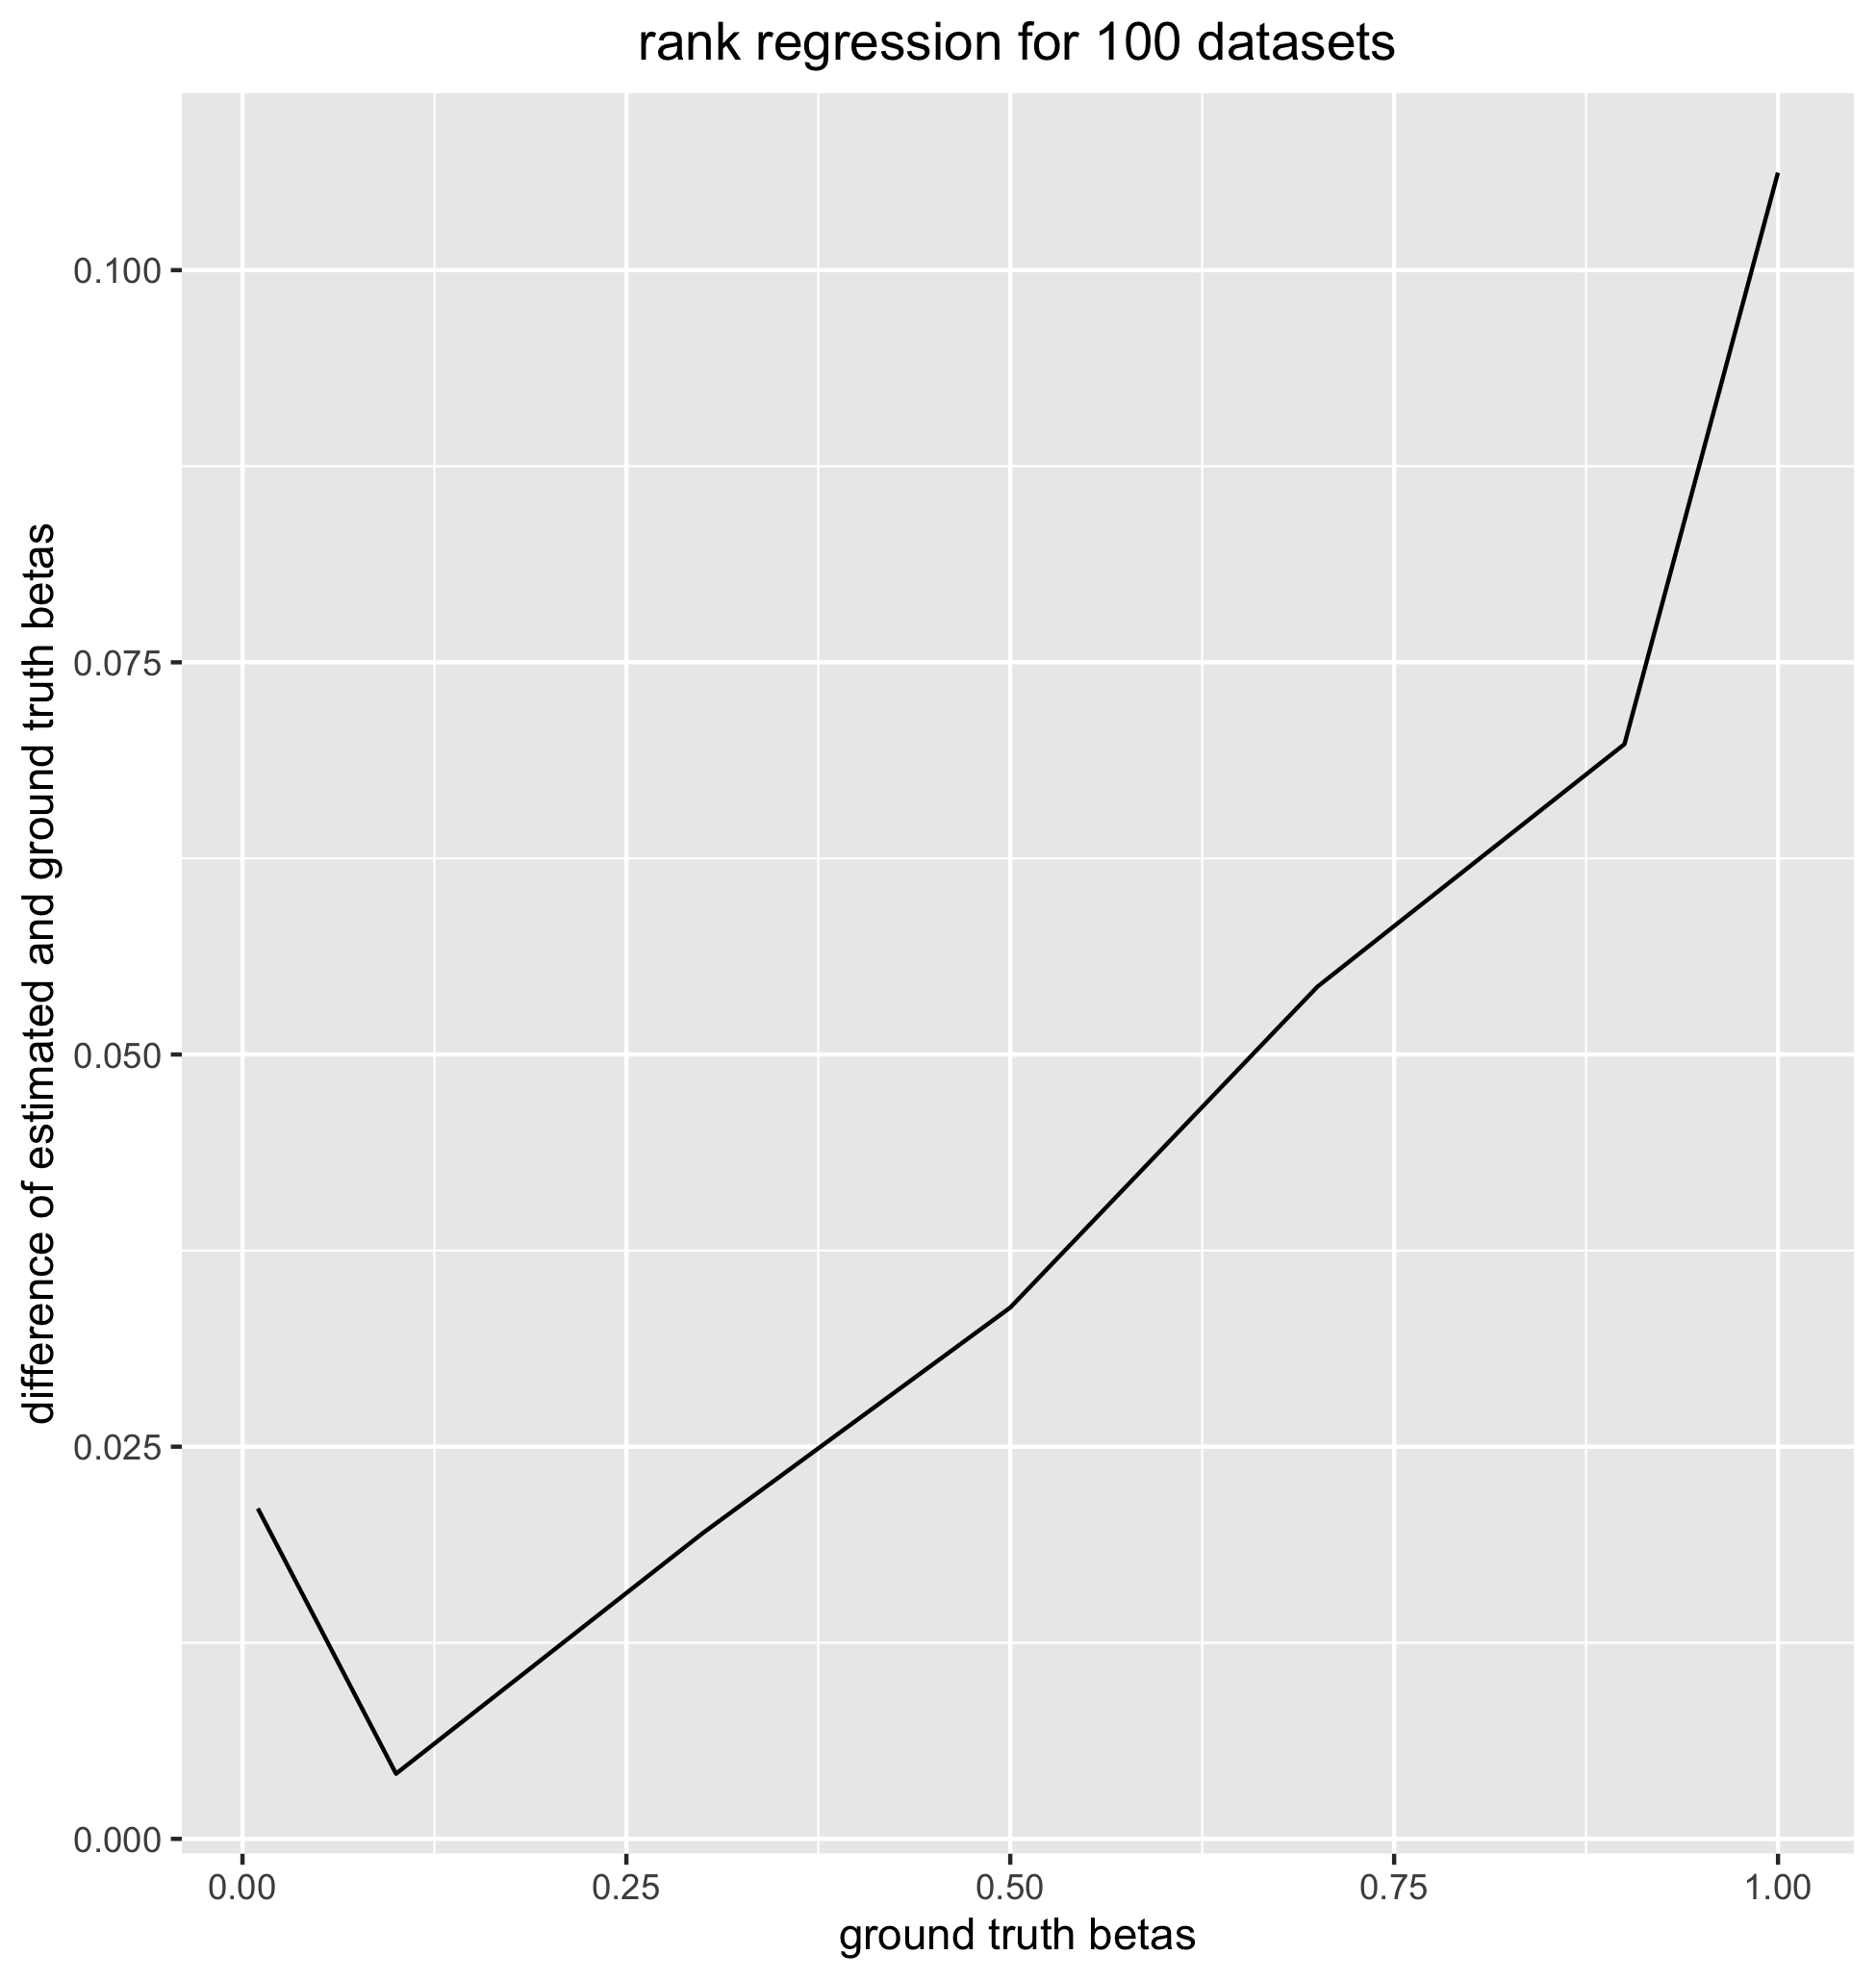 rank regression for 100 datasets
difference of estimated and ground truth betas
0.100
0.075
0.050
0.025
0.000
0.00 0.25 0.50 0.75 1.00
ground truth betas